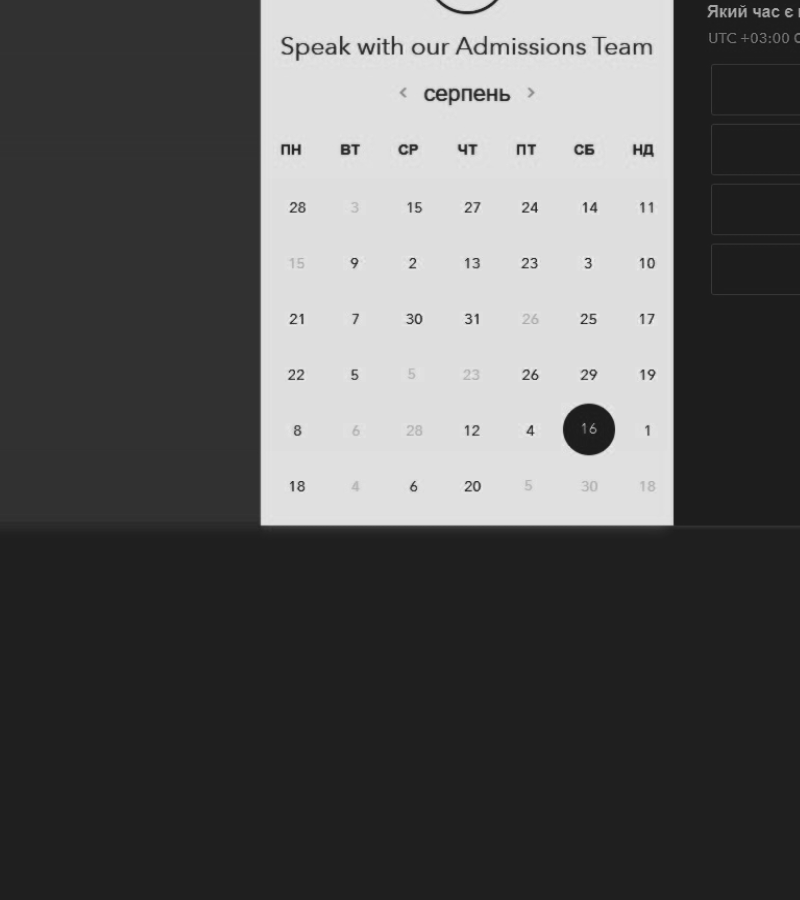 Speak with our Admissions Team
‹ серпень ›
ПН ВТ СР ЧТ ПТ СБ НД
28 3 15 27 24 14 11
15 9 2 13 23 3 10
21 7 30 31 26 25 17
22 5 5 23 26 29 19
8 6 28 12 4 16 1
18 4 6 20 5 30 18
Який час є
UTC +03:00